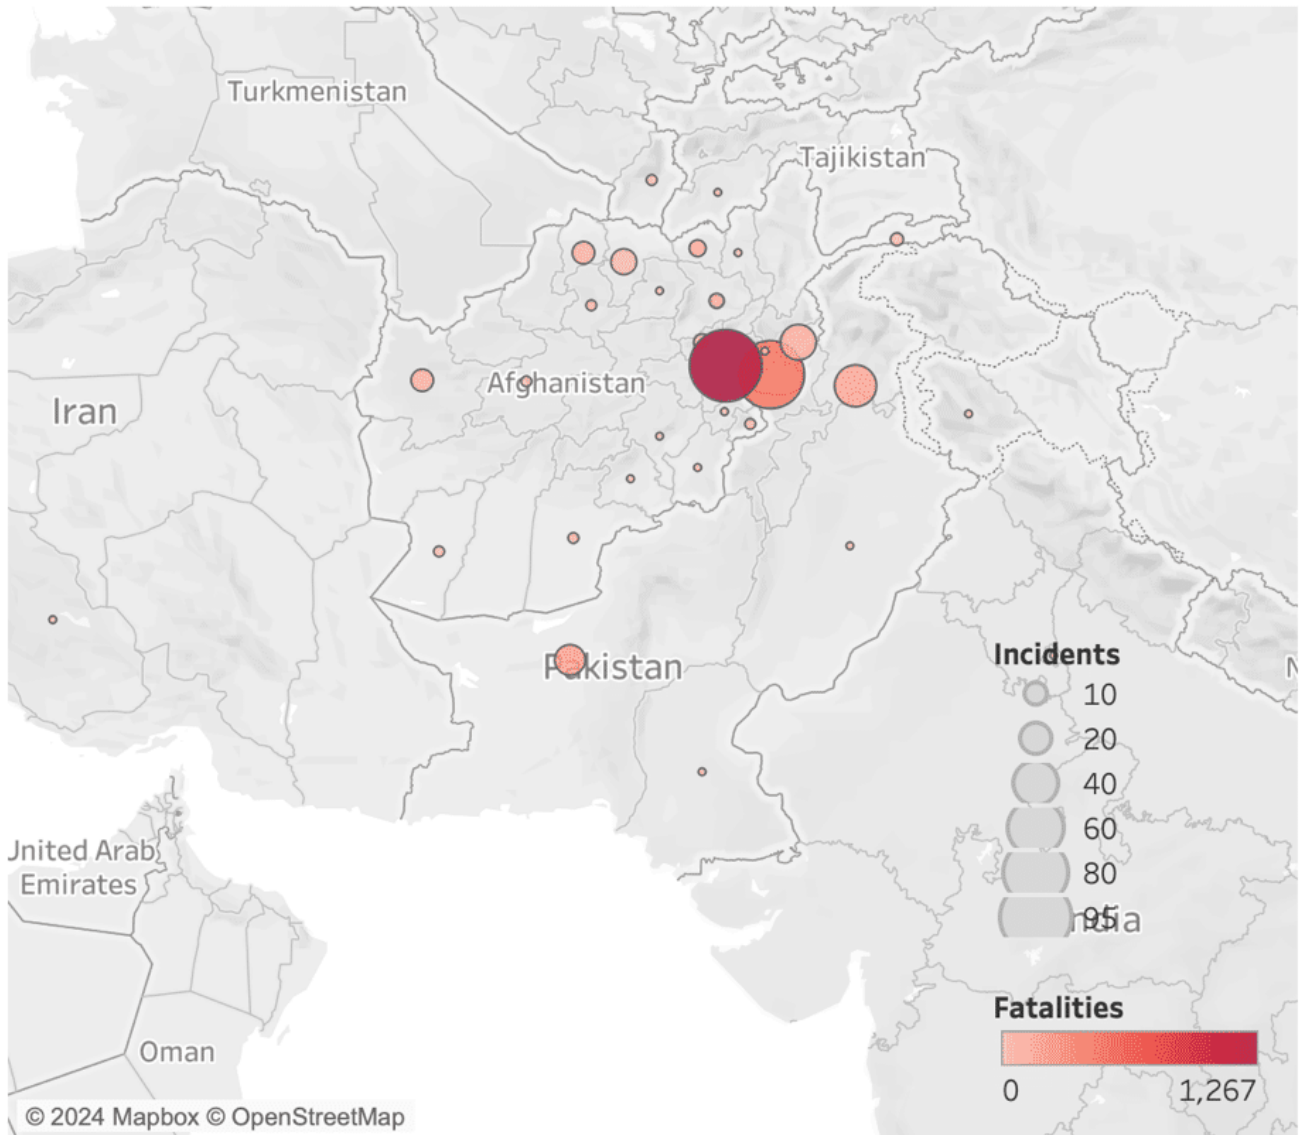 Turkmenistan
Tajikistan
Afghanistan
Iran
Pakistan
Incidents
10
20
40
60
80
95
India
United Arab
Emirates
Fatalities
0
1,267
Oman
N
© 2024 Mapbox © OpenStreetMap